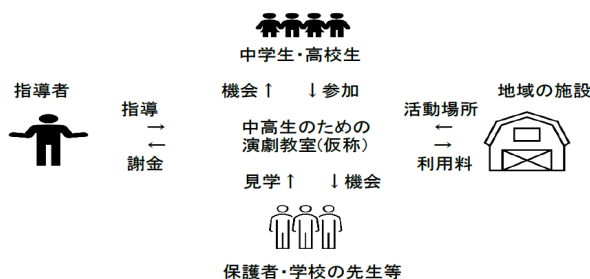 中学生・高校生
指導者
機会↑ ↓参加
地域の施設
指導
→
←
謝金
中高生のための
演劇教室(仮称)
活動場所
←
→
利用料
見学↑ ↓機会
保護者・学校の先生等